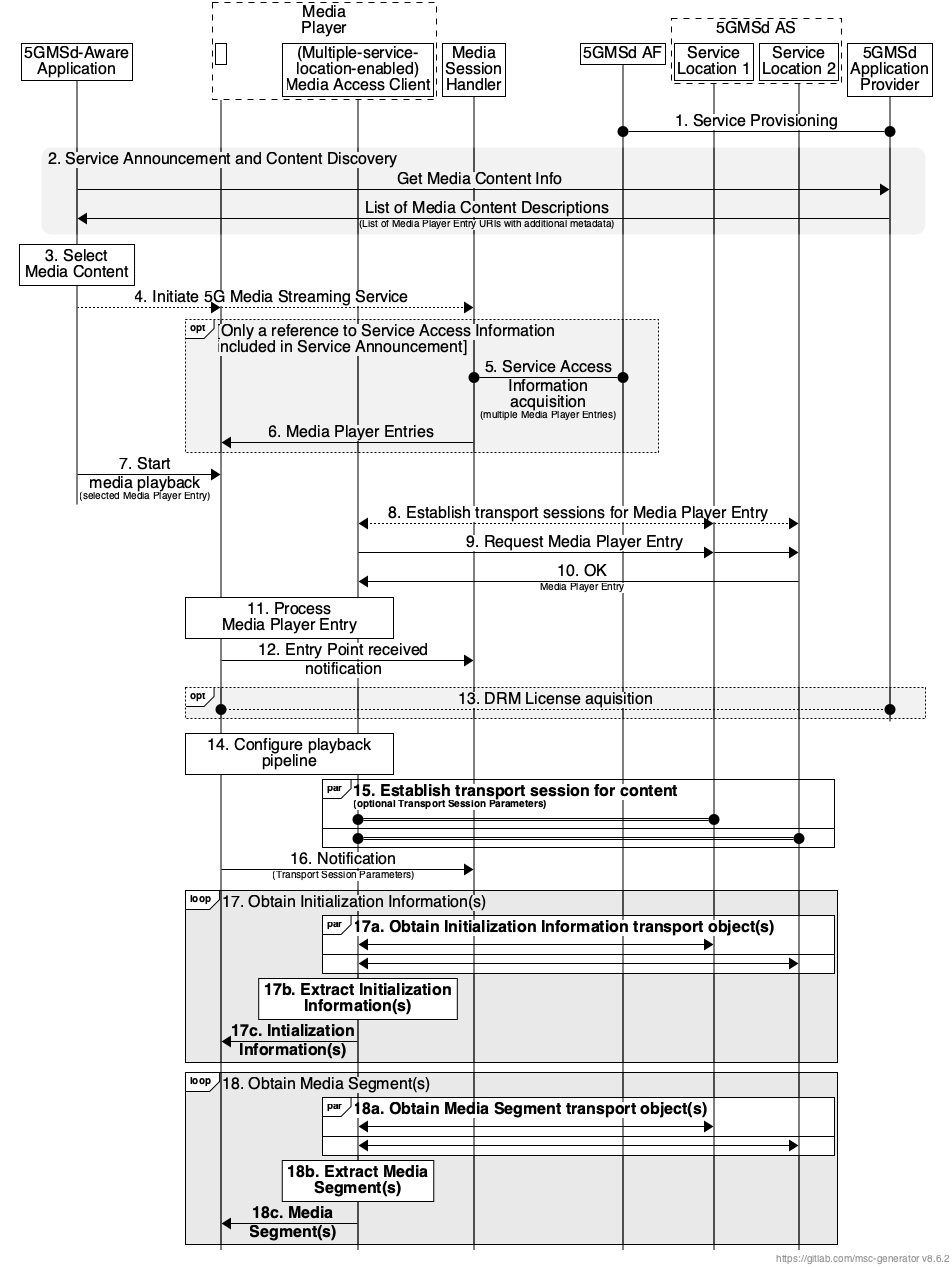 Media
Player
5GMSd AS
5GMSd-Aware
Application
(Multiple-service-
location-enabled)
Media Access Client
Media
Session
Handler
5GMSd AF
Service
Location 1
Service
Location 2
5GMSd
Application
Provider
1. Service Provisioning
2. Service Announcement and Content Discovery
Get Media Content Info
List of Media Content Descriptions
(List of Media Player Entry URIs with additional metadata)
3. Select
Media Content
4. Initiate 5G Media Streaming Service
opt
[Only a reference to Service Access Information
included in Service Announcement]
5. Service Access
Information
acquisition
(multiple Media Player Entries)
6. Media Player Entries
7. Start
media playback
(selected Media Player Entry)
8. Establish transport sessions for Media Player Entry
9. Request Media Player Entry
10. OK
Media Player Entry
11. Process
Media Player Entry
12. Entry Point received
notification
opt
13. DRM License aquisition
14. Configure playback
pipeline
par
15. Establish transport session for content
(optional Transport Session Parameters)
16. Notification
(Transport Session Parameters)
loop
17. Obtain Initialization Information(s)
par
17a. Obtain Initialization Information transport object(s)
17b. Extract Initialization
Information(s)
17c. Intialization
Information(s)
loop
18. Obtain Media Segment(s)
par
18a. Obtain Media Segment transport object(s)
18b. Extract Media
Segment(s)
18c. Media
Segment(s)
https://gitlab.com/msc-generator v8.6.2